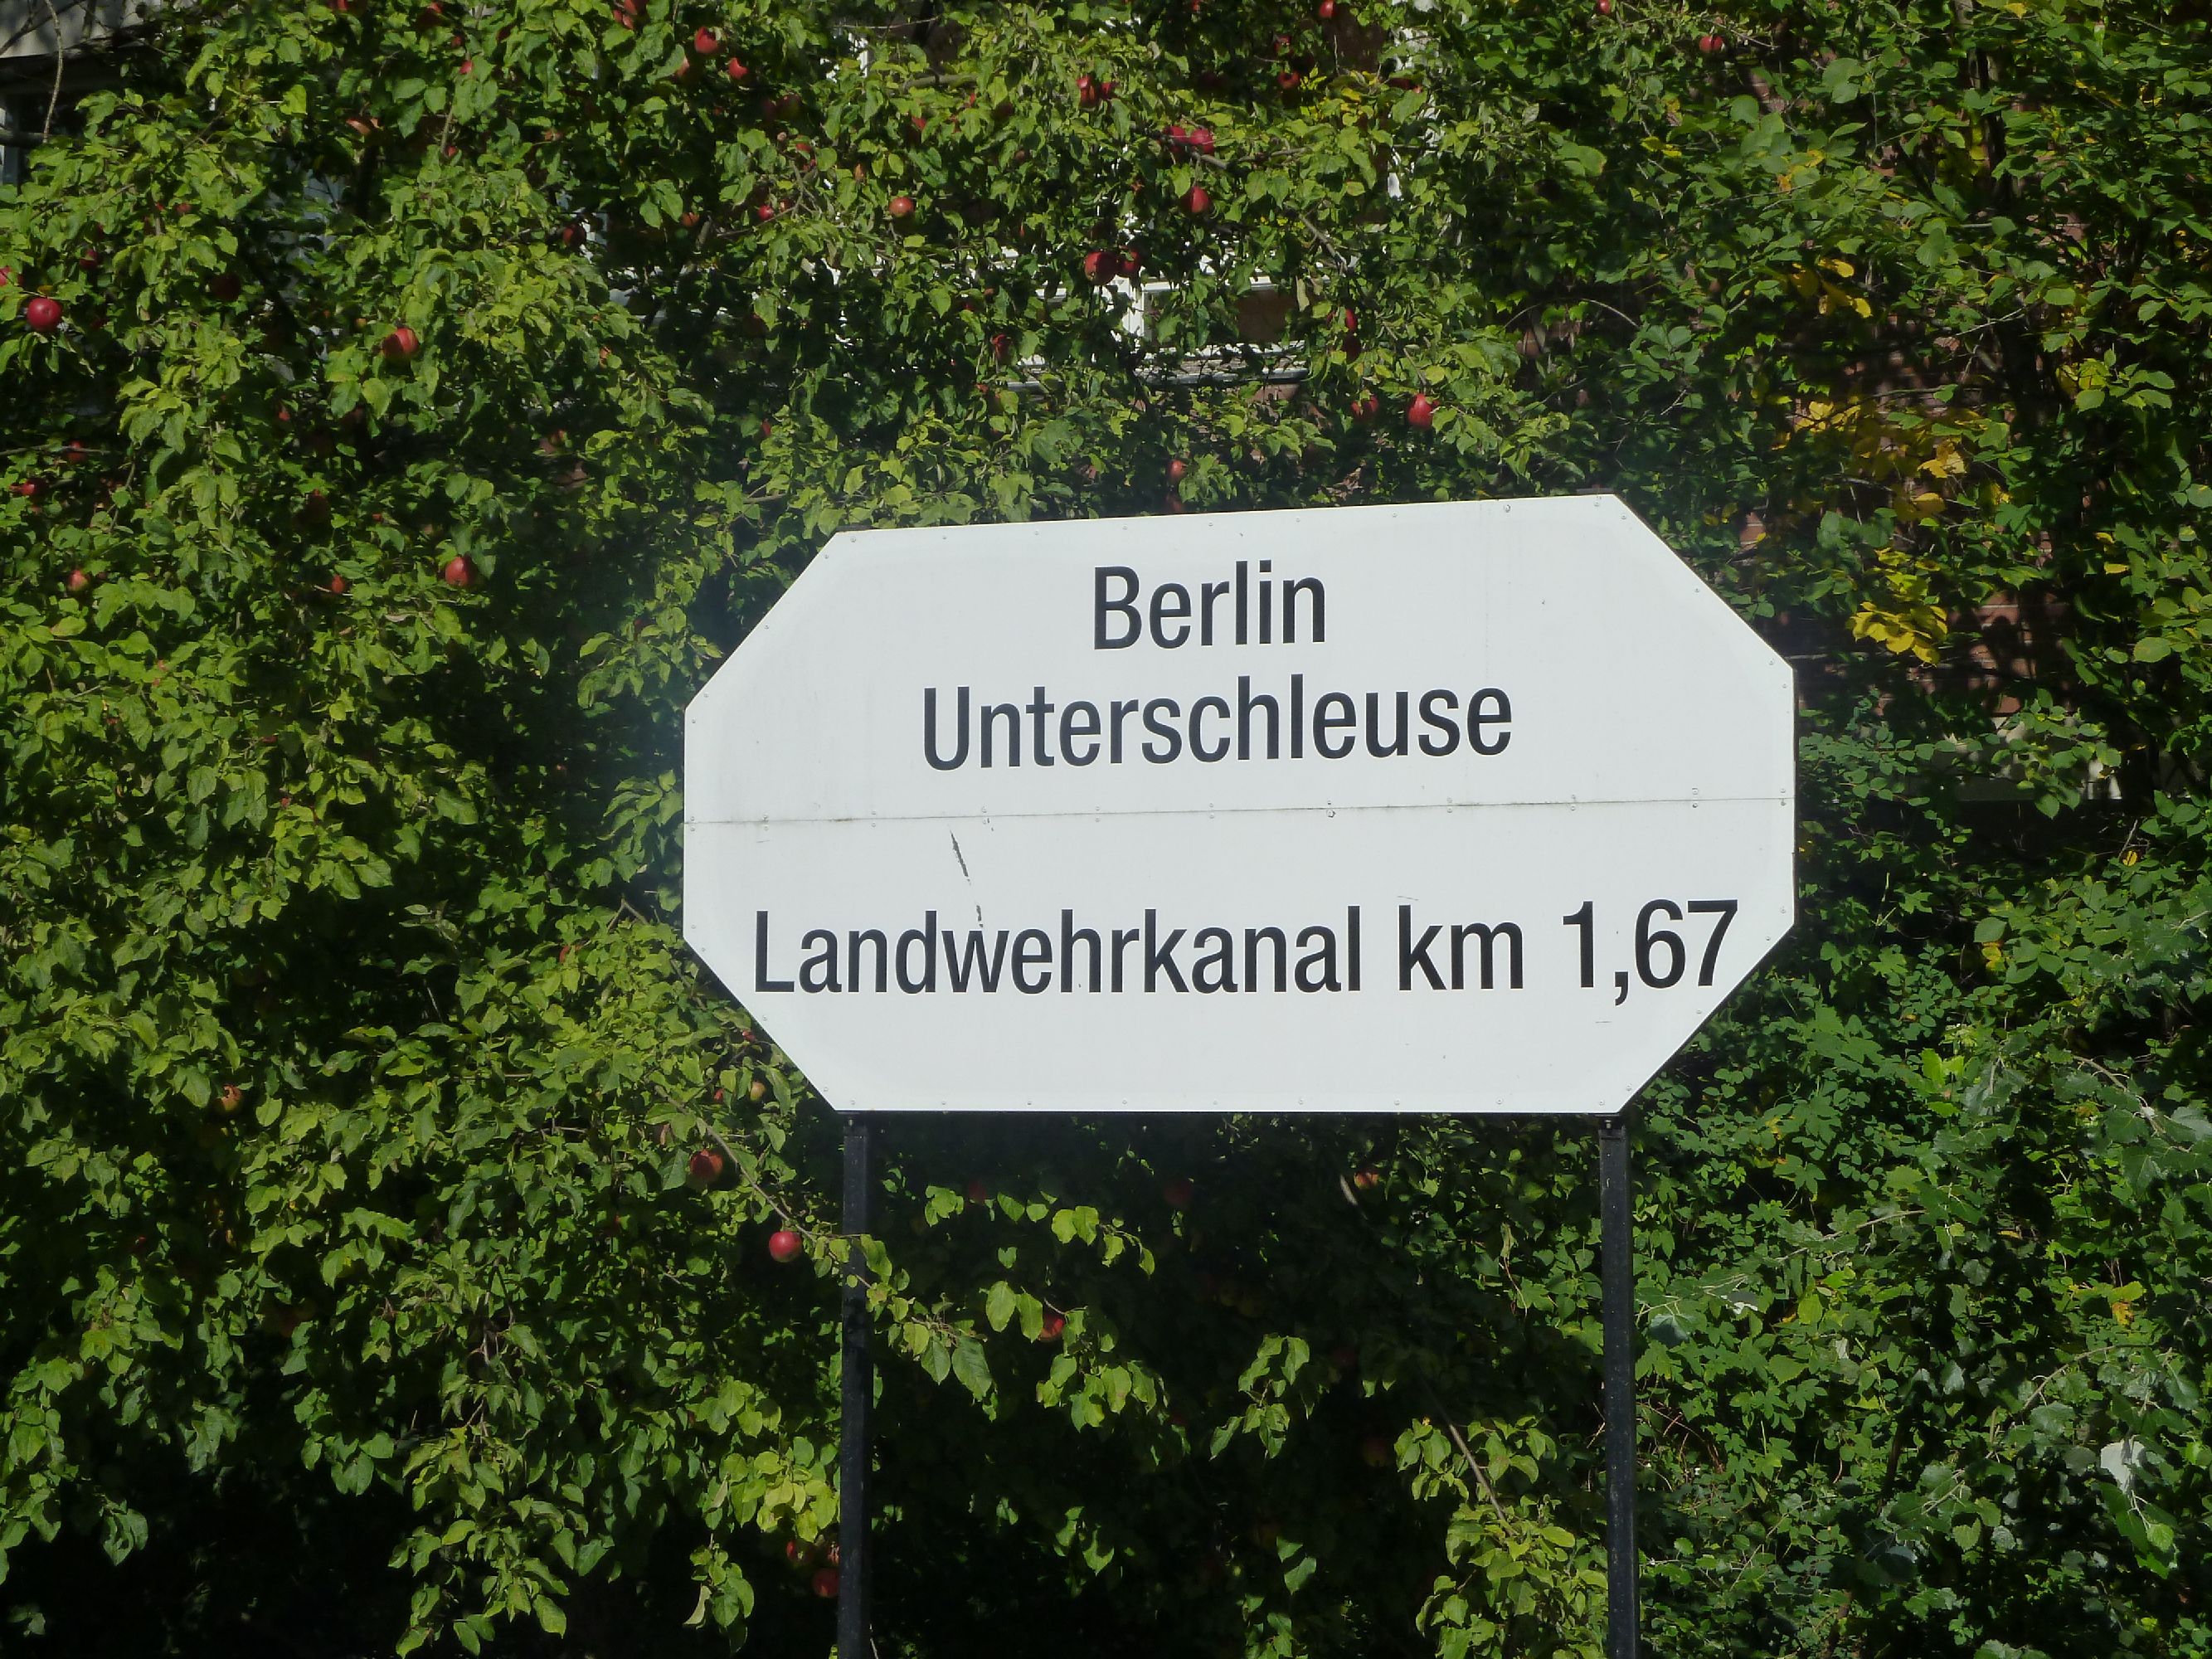 Berlin
Unterschleuse
Landwehrkanal km 1,67